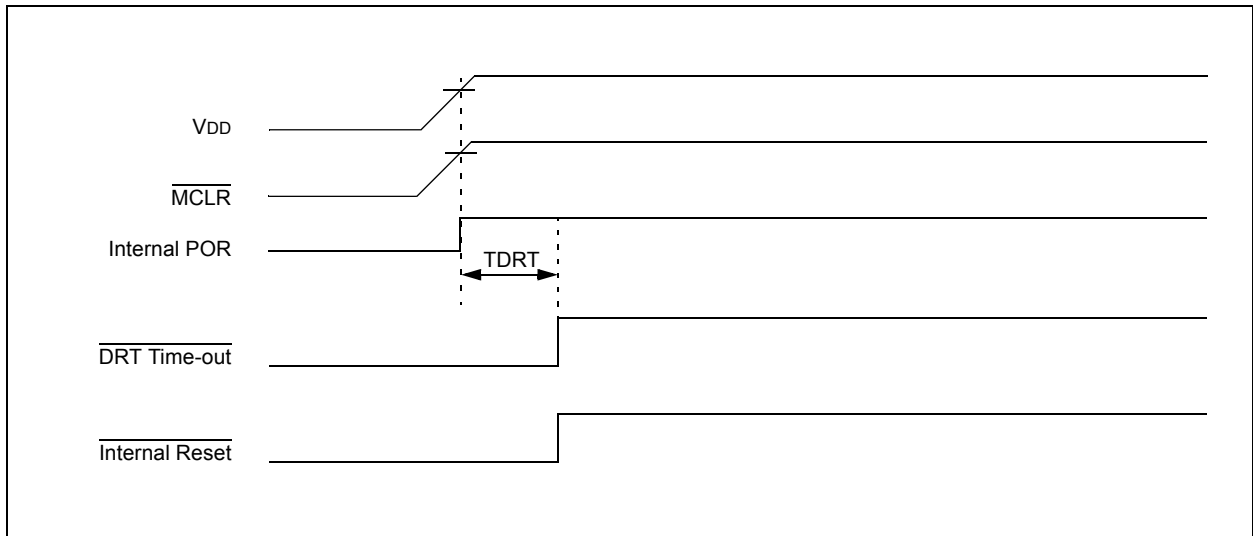 VDD
MCLR
Internal POR
TDRT
DRT Time-out
Internal Reset